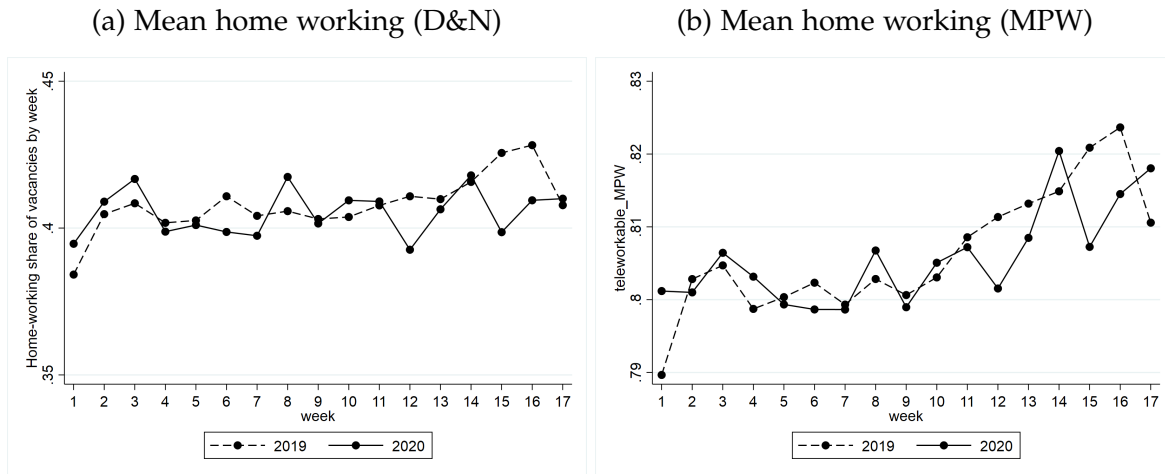 (a) Mean home working (D&N)
Home-working share of vacancies by week
.45
.4
.35
1 2 3 4 5 6 7 8 9 10 11 12 13 14 15 16 17
week
2019 2020
(b) Mean home working (MPW)
teleworkable_MPW
.83
.82
.81
.8
.79
1 2 3 4 5 6 7 8 9 10 11 12 13 14 15 16 17
week
2019 2020